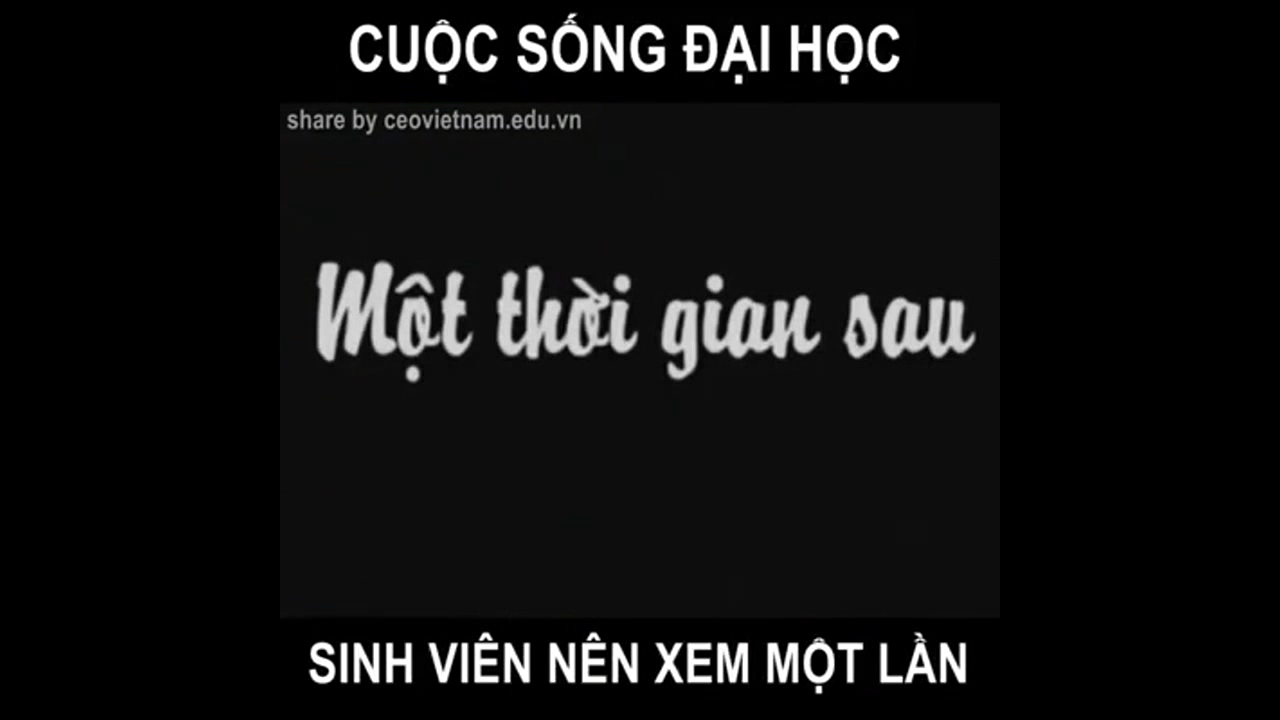 CUỘC SỐNG ĐẠI HỌC
share by ceovietnam.edu.vn
Một thời gian sau
SINH VIÊN NÊN XEM MỘT LẦN